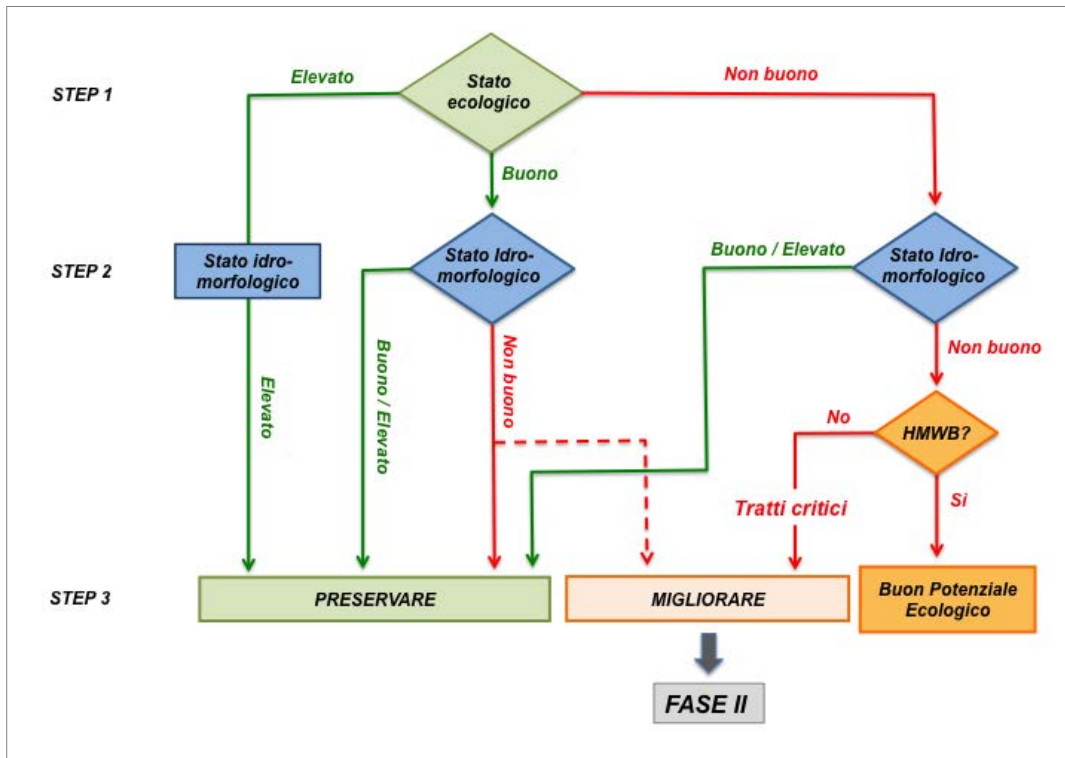 STEP 1
Elevato
Stato
ecologico
Non buono
Buono
STEP 2
Stato idro-
morfologico
Stato Idro-
morfologico
Buono / Elevato
Stato Idro-
morfologico
Elevato
Buono / Elevato
Non buono
Non buono
No
HMWB?
Tratti critici
Sì
STEP 3
PRESERVARE
MIGLIORARE
Buon Potenziale
Ecologico
FASE II